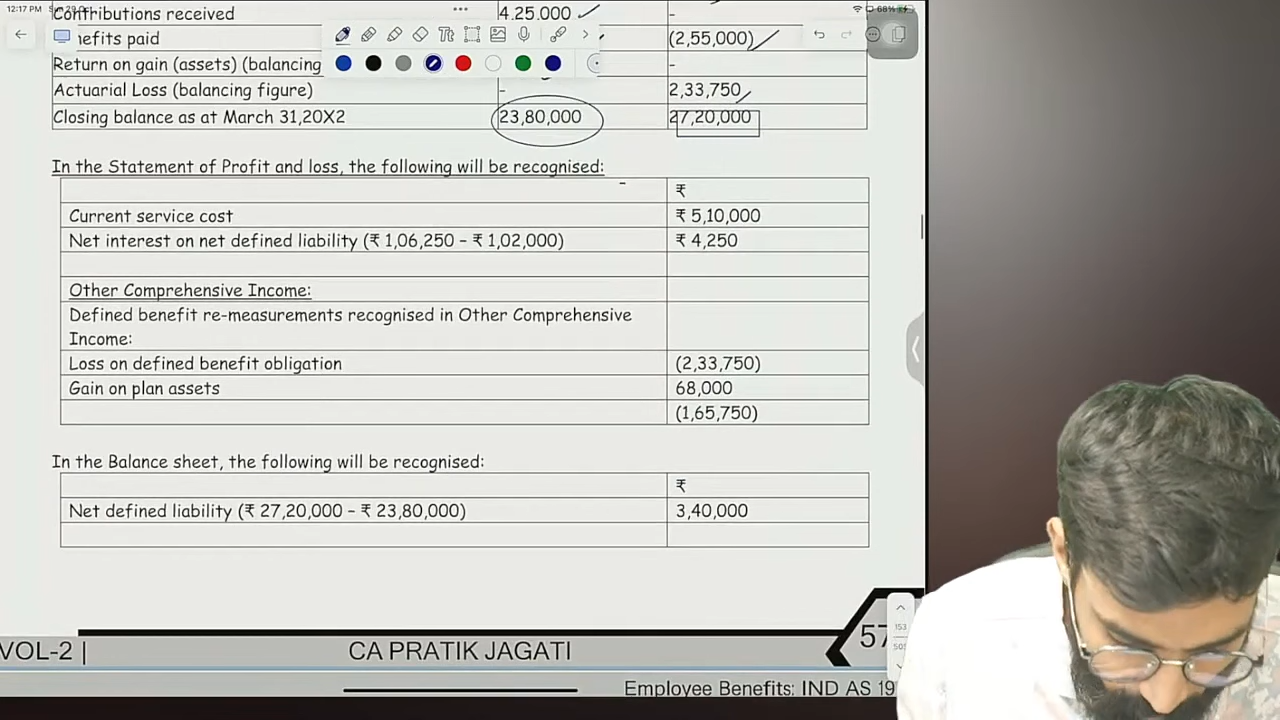 12:17 PM
68%
Contributions received 4,25,000 -
nefits paid (2,55,000)
Return on gain (assets) (balancing -
Actuarial Loss (balancing figure) - 2,33,750
Closing balance as at March 31,20X2 23,80,000 27,20,000
In the Statement of Profit and loss, the following will be recognised:
₹
Current service cost ₹ 5,10,000
Net interest on net defined liability (₹ 1,06,250 – ₹ 1,02,000) ₹ 4,250
Other Comprehensive Income:
Defined benefit re-measurements recognised in Other Comprehensive
Income:
Loss on defined benefit obligation (2,33,750)
Gain on plan assets 68,000
(1,65,750)
In the Balance sheet, the following will be recognised:
₹
Net defined liability (₹ 27,20,000 – ₹ 23,80,000) 3,40,000
153
VOL-2 | CA PRATIK JAGATI 57
Employee Benefits: IND AS 19